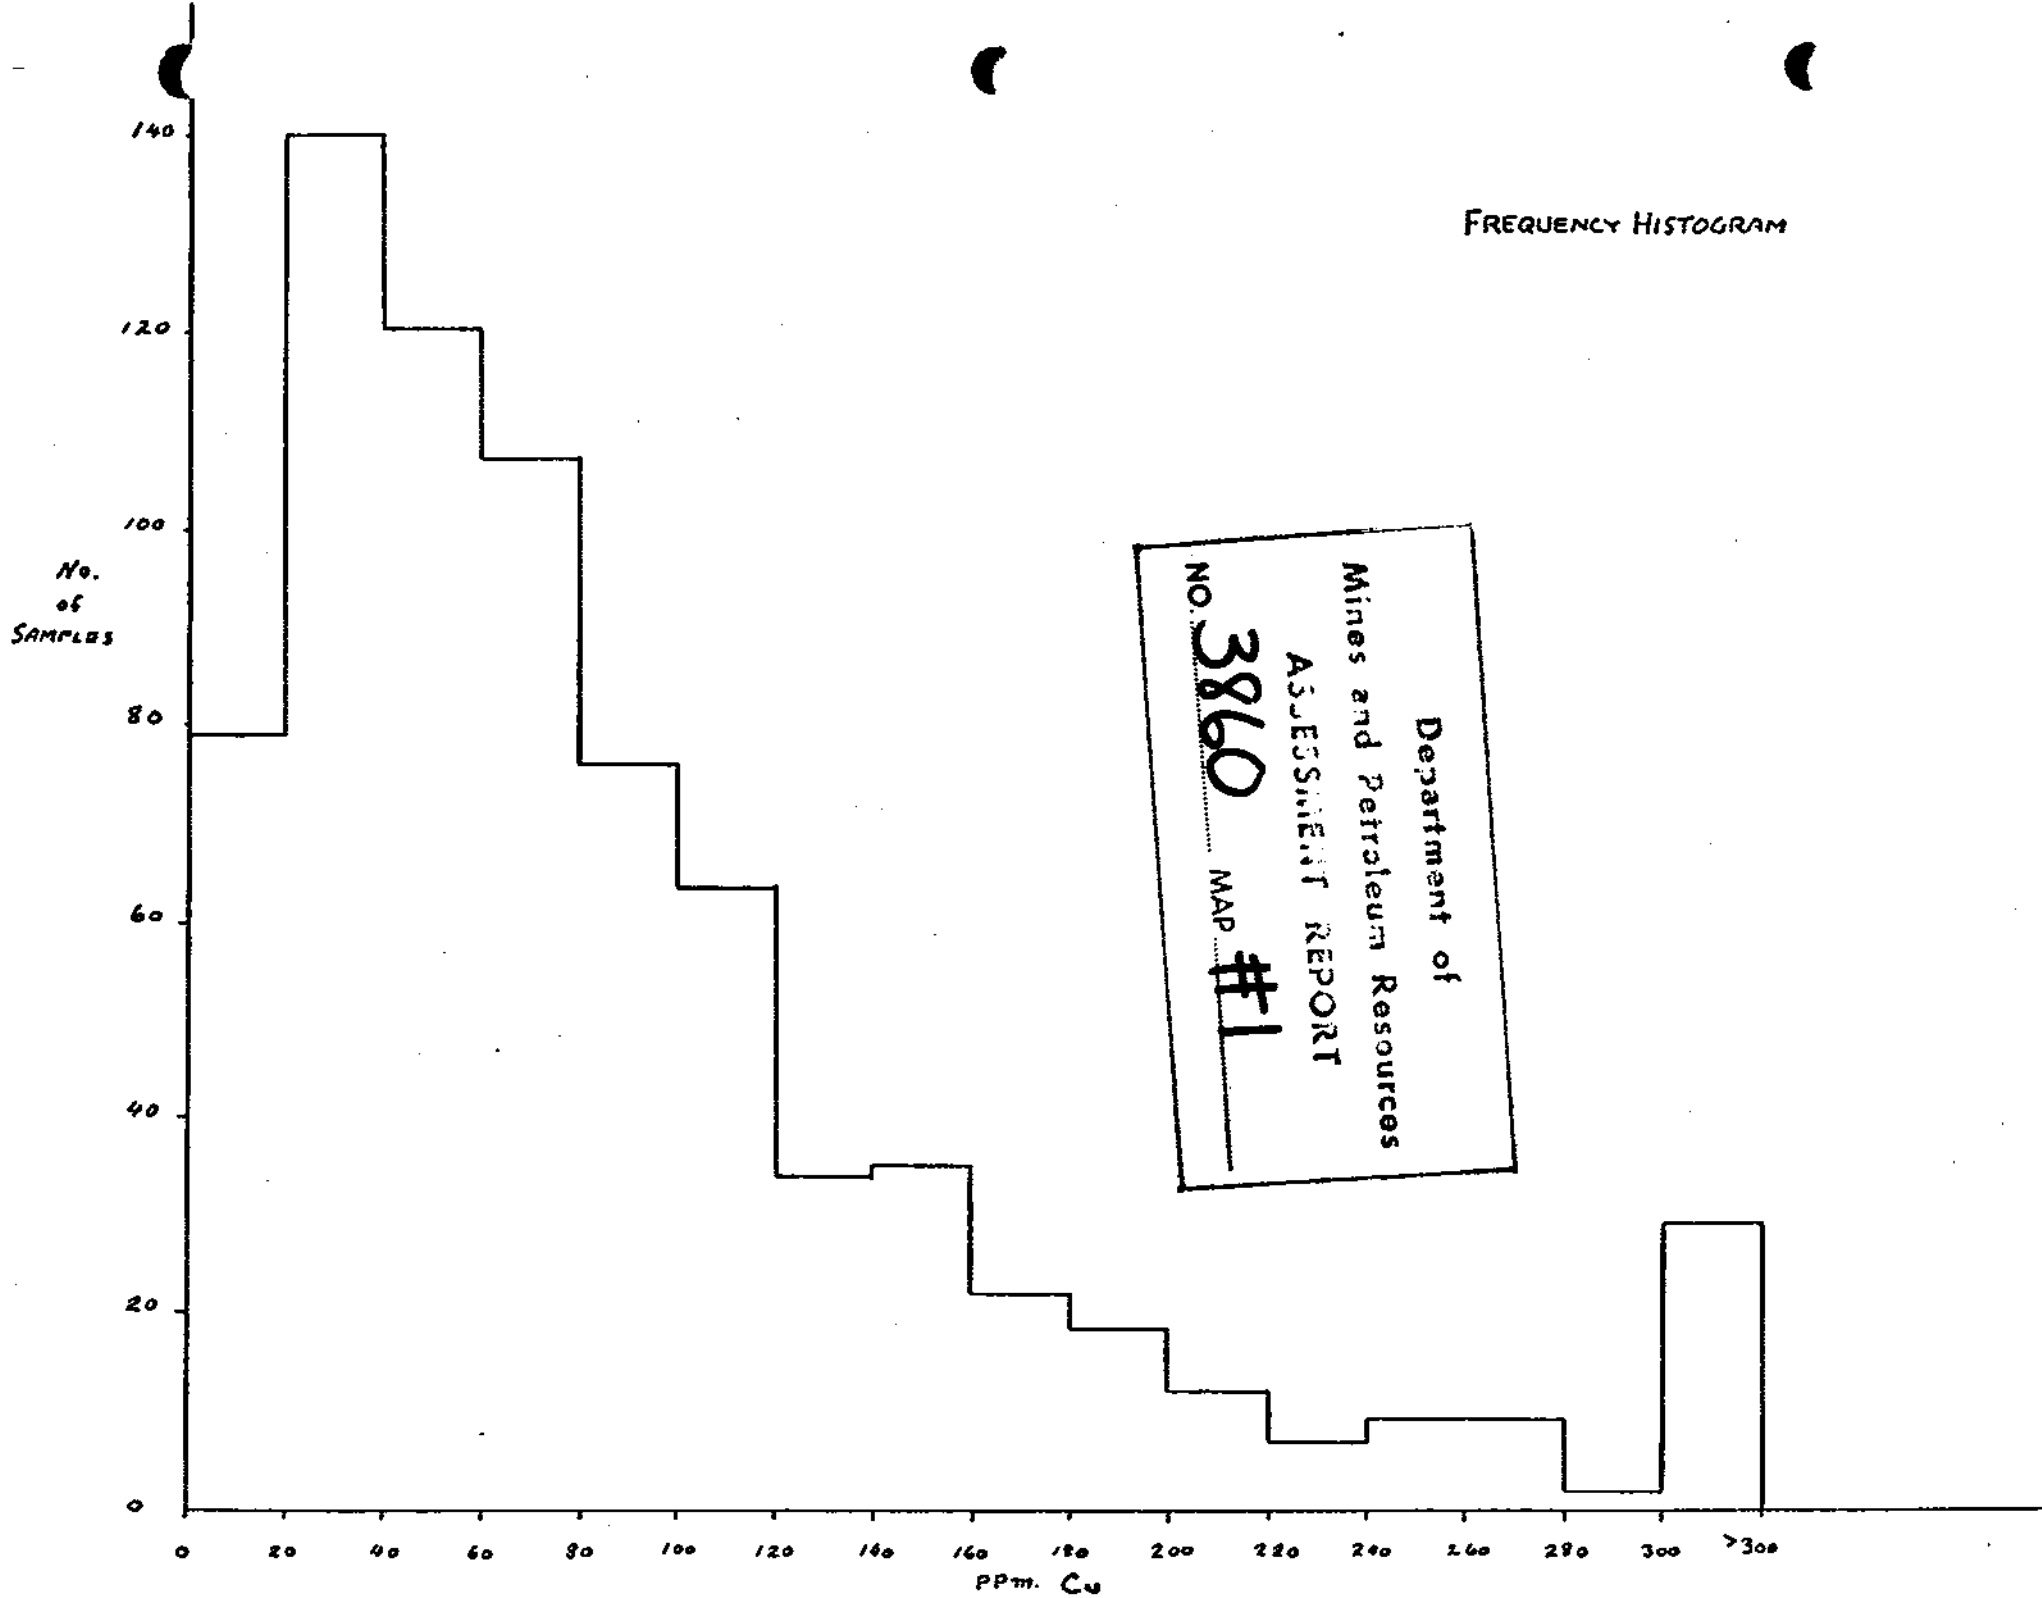 FREQUENCY HISTOGRAM
140
120
100
80
60
40
20
0
No.
of
SAMPLES
Department of
Mines and Petroleum Resources
ASSESSMENT REPORT
NO. 3860 MAP #1
0 20 40 60 80 100 120 140 160 180 200 220 240 260 280 300 >300
PPm. Cu